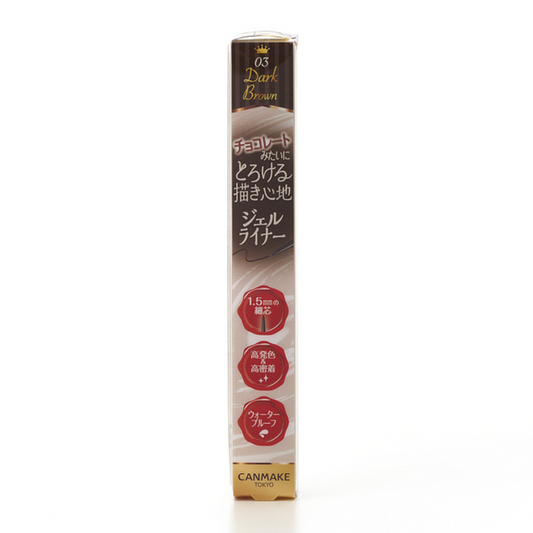 03
Dark
Brown
チョコレート
みたいに
とろける
描き心地
ジェル
ライナー
1.5mmの
細芯
高発色
&
高密着
ウォーター
プルーフ
CANMAKE
TOKYO